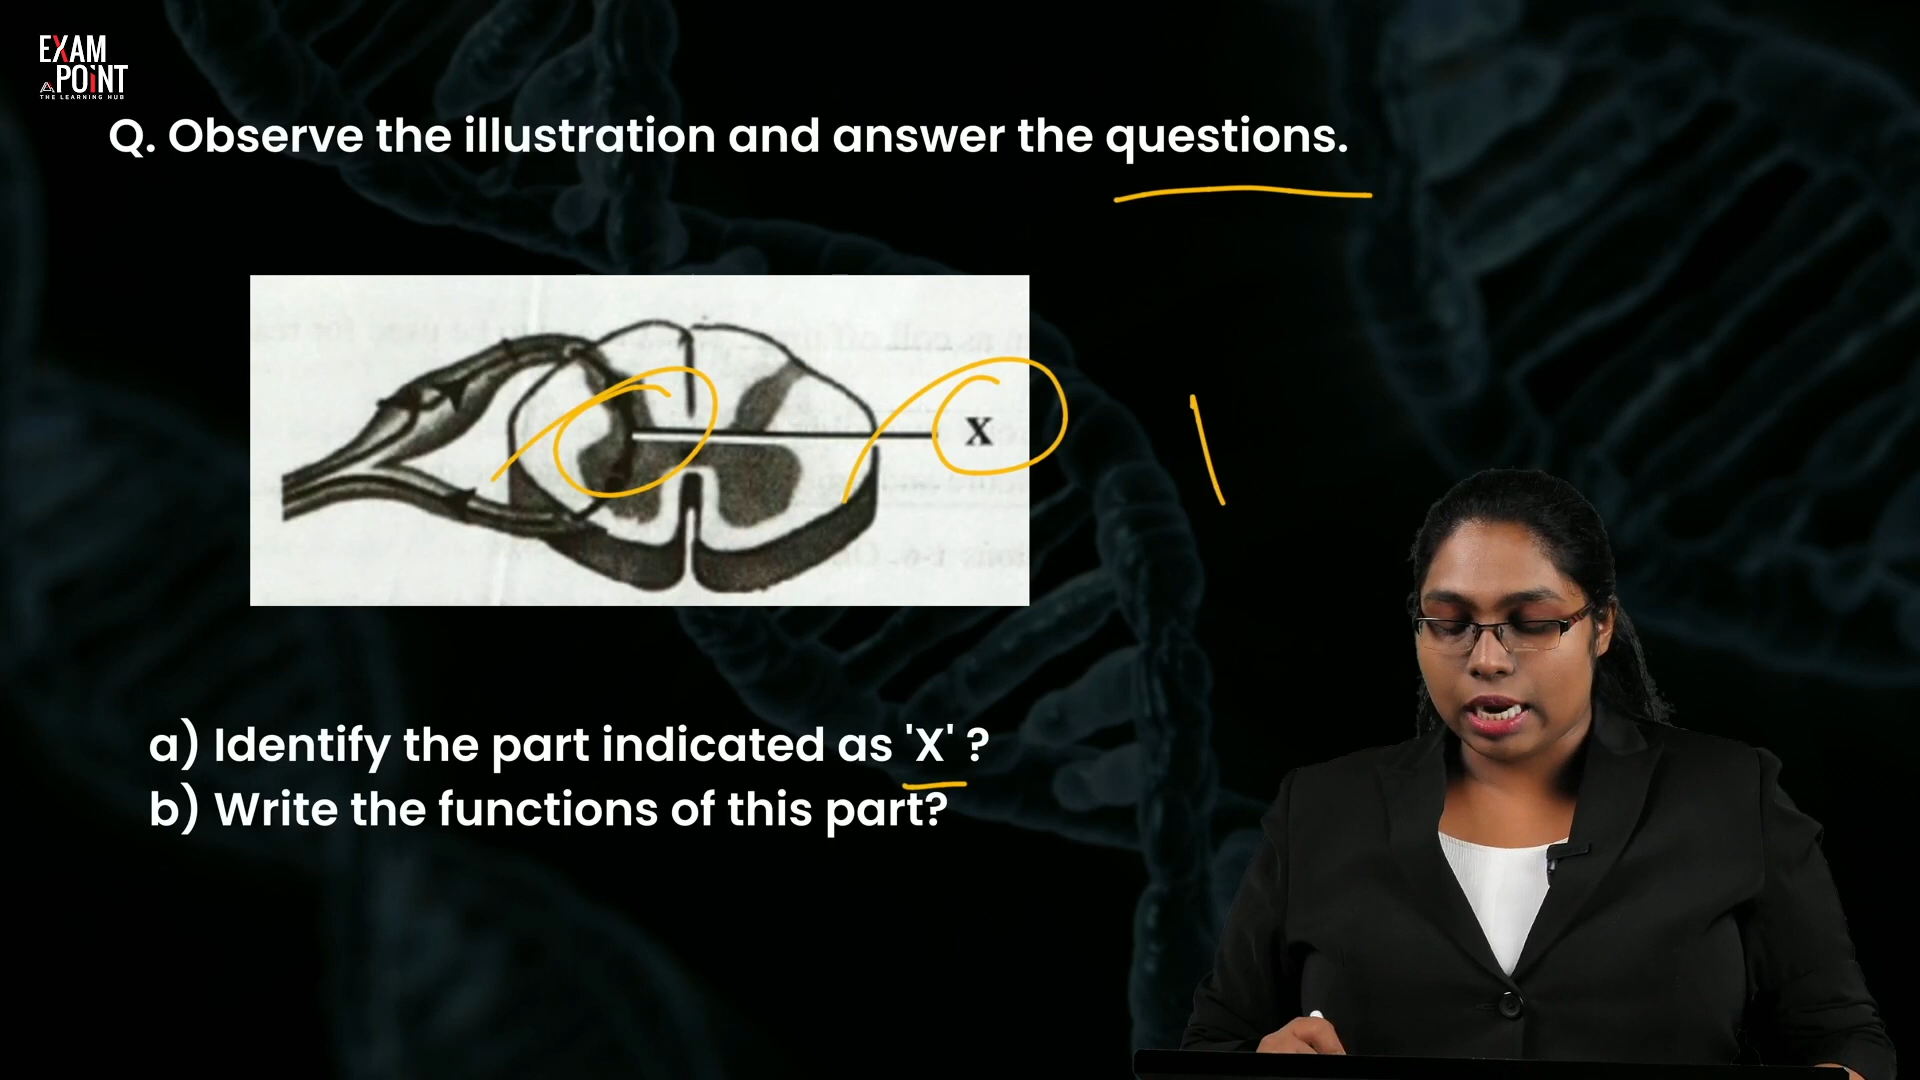 EXAM
POINT
THE LEARNING HUB
Q. Observe the illustration and answer the questions.
X
a) Identify the part indicated as 'X' ?
b) Write the functions of this part?